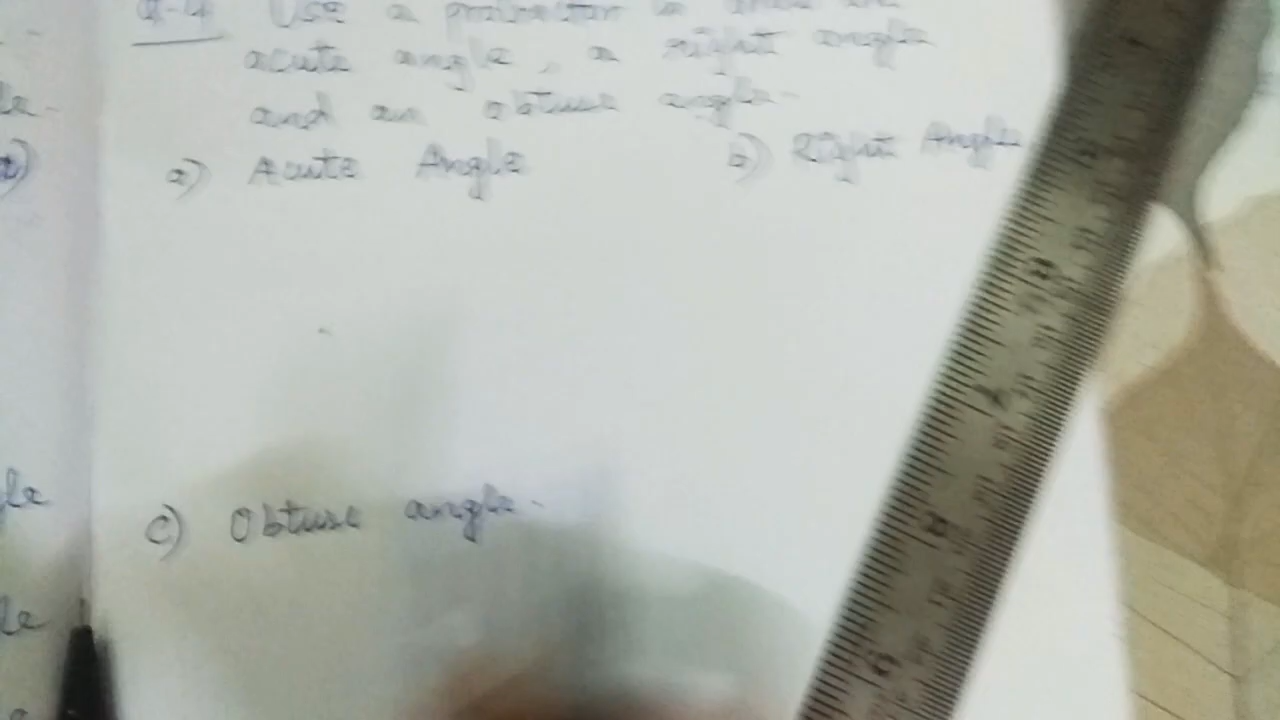 Q-4 Use a protractor to draw an
acute angle, a right angle
and an obtuse angle.
a) Acute Angle
b) Right Angle
c) Obtuse angle.